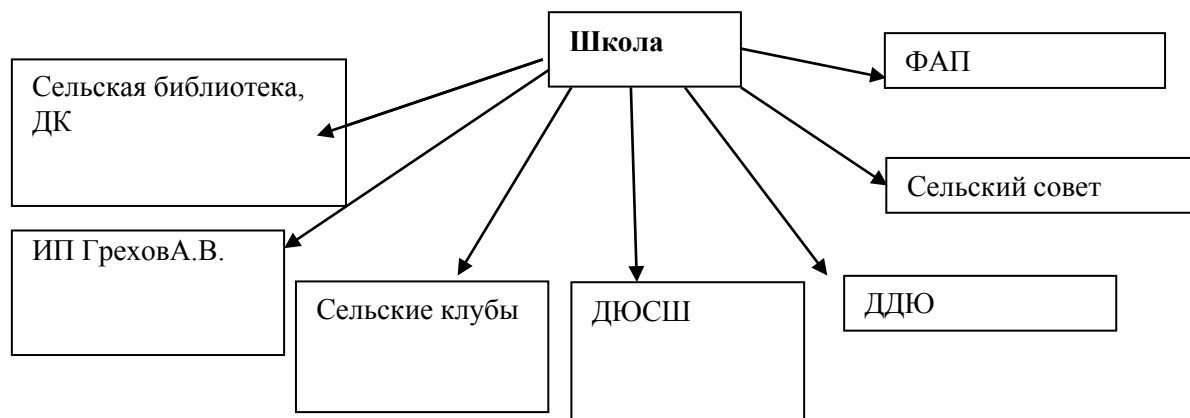 Школа
ФАП
Сельская библиотека,
ДК
Сельский совет
ИП ГреховА.В.
Сельские клубы
ДЮСШ
ДДЮ